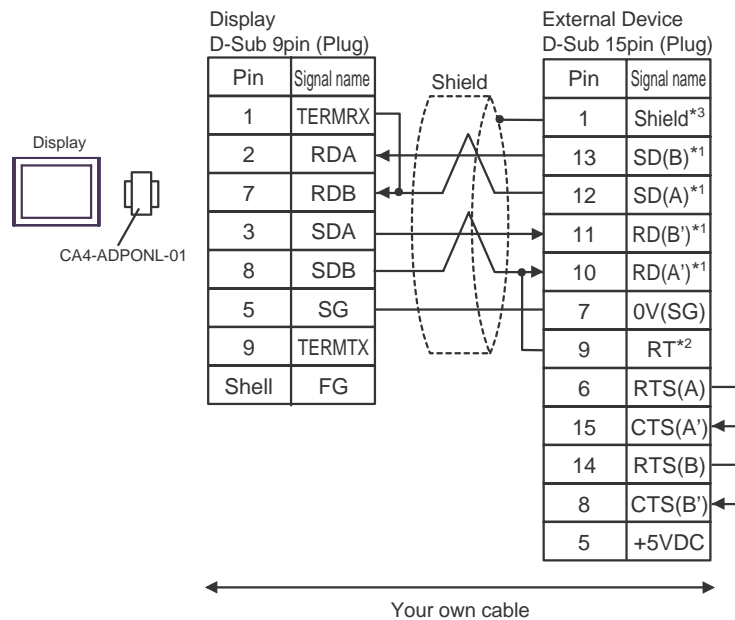 Display
D-Sub 9pin (Plug)
Pin Signal name
1 TERMRX
2 RDA
7 RDB
3 SDA
8 SDB
5 SG
9 TERMTX
Shell FG
Shield
External Device
D-Sub 15pin (Plug)
Pin Signal name
1 Shield*3
13 SD(B)*1
12 SD(A)*1
11 RD(B')*1
10 RD(A')*1
7 0V(SG)
9 RT*2
6 RTS(A)
15 CTS(A')
14 RTS(B)
8 CTS(B')
5 +5VDC
Display
CA4-ADPONL-01
Your own cable